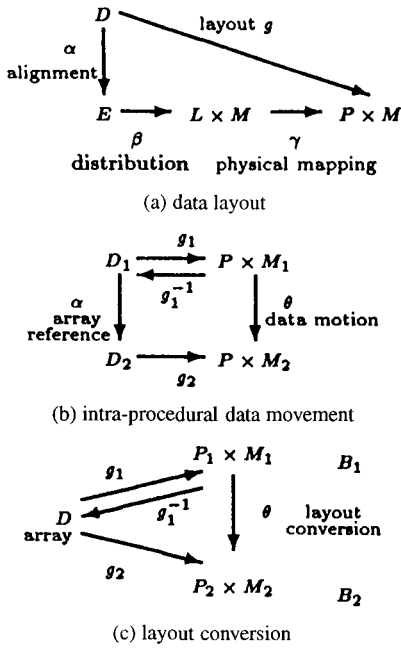 D
layout g
α
alignment
E L × M P × M
β γ
distribution physical mapping
(a) data layout
g₁
D₁ P × M₁
g₁⁻¹
α θ
array data motion
reference
D₂ P × M₂
g₂
(b) intra-procedural data movement
P₁ × M₁ B₁
g₁
g₁⁻¹
D θ layout
array conversion
g₂
P₂ × M₂ B₂
(c) layout conversion